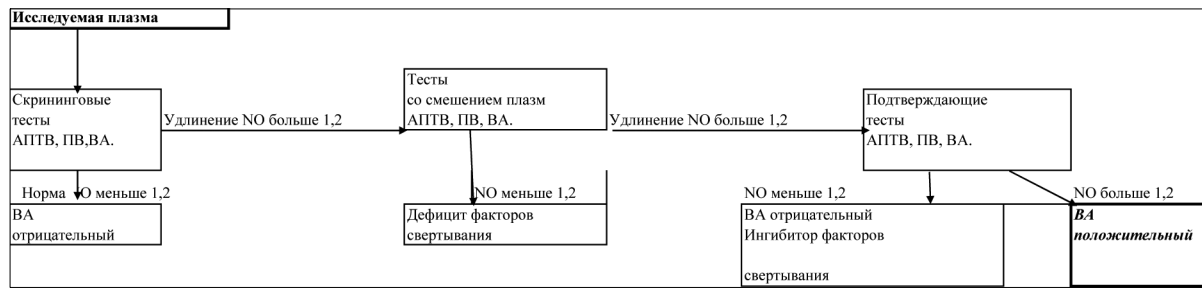 Исследуемая плазма
Скрининговые
тесты
АПТВ, ПВ,ВА.
Удлинение NO больше 1,2
Тесты
со смешением плазм
АПТВ, ПВ, ВА.
Удлинение NO больше 1,2
Подтверждающие
тесты
АПТВ, ПВ, ВА.
Норма O меньше 1,2
NO меньше 1,2
NO меньше 1,2
NO больше 1,2
ВА
отрицательный
Дефицит факторов
свертывания
ВА отрицательный
Ингибитор факторов
свертывания
ВА
положительный